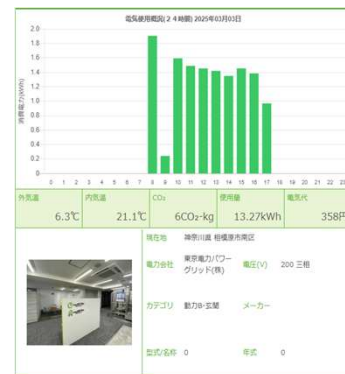 電気使用概況(２４時間) 2025年03月03日
消費電力(kWh)
2.0
1.8
1.6
1.4
1.2
1.0
0.8
0.6
0.4
0.2
0
0 1 2 3 4 5 6 7 8 9 10 11 12 13 14 15 16 17 18 19 20 21 22 23
外気温 内気温 CO₂ 使用量 電気代
6.3℃ 21.1℃ 6CO₂-kg 13.27kWh 358円
現在地 神奈川県 相模原市南区
電力会社 東京電力パワーグリッド(株) 電圧(V) 200 三相
カテゴリ 動力B-玄関 メーカー -
型式/名称 0 年式 0